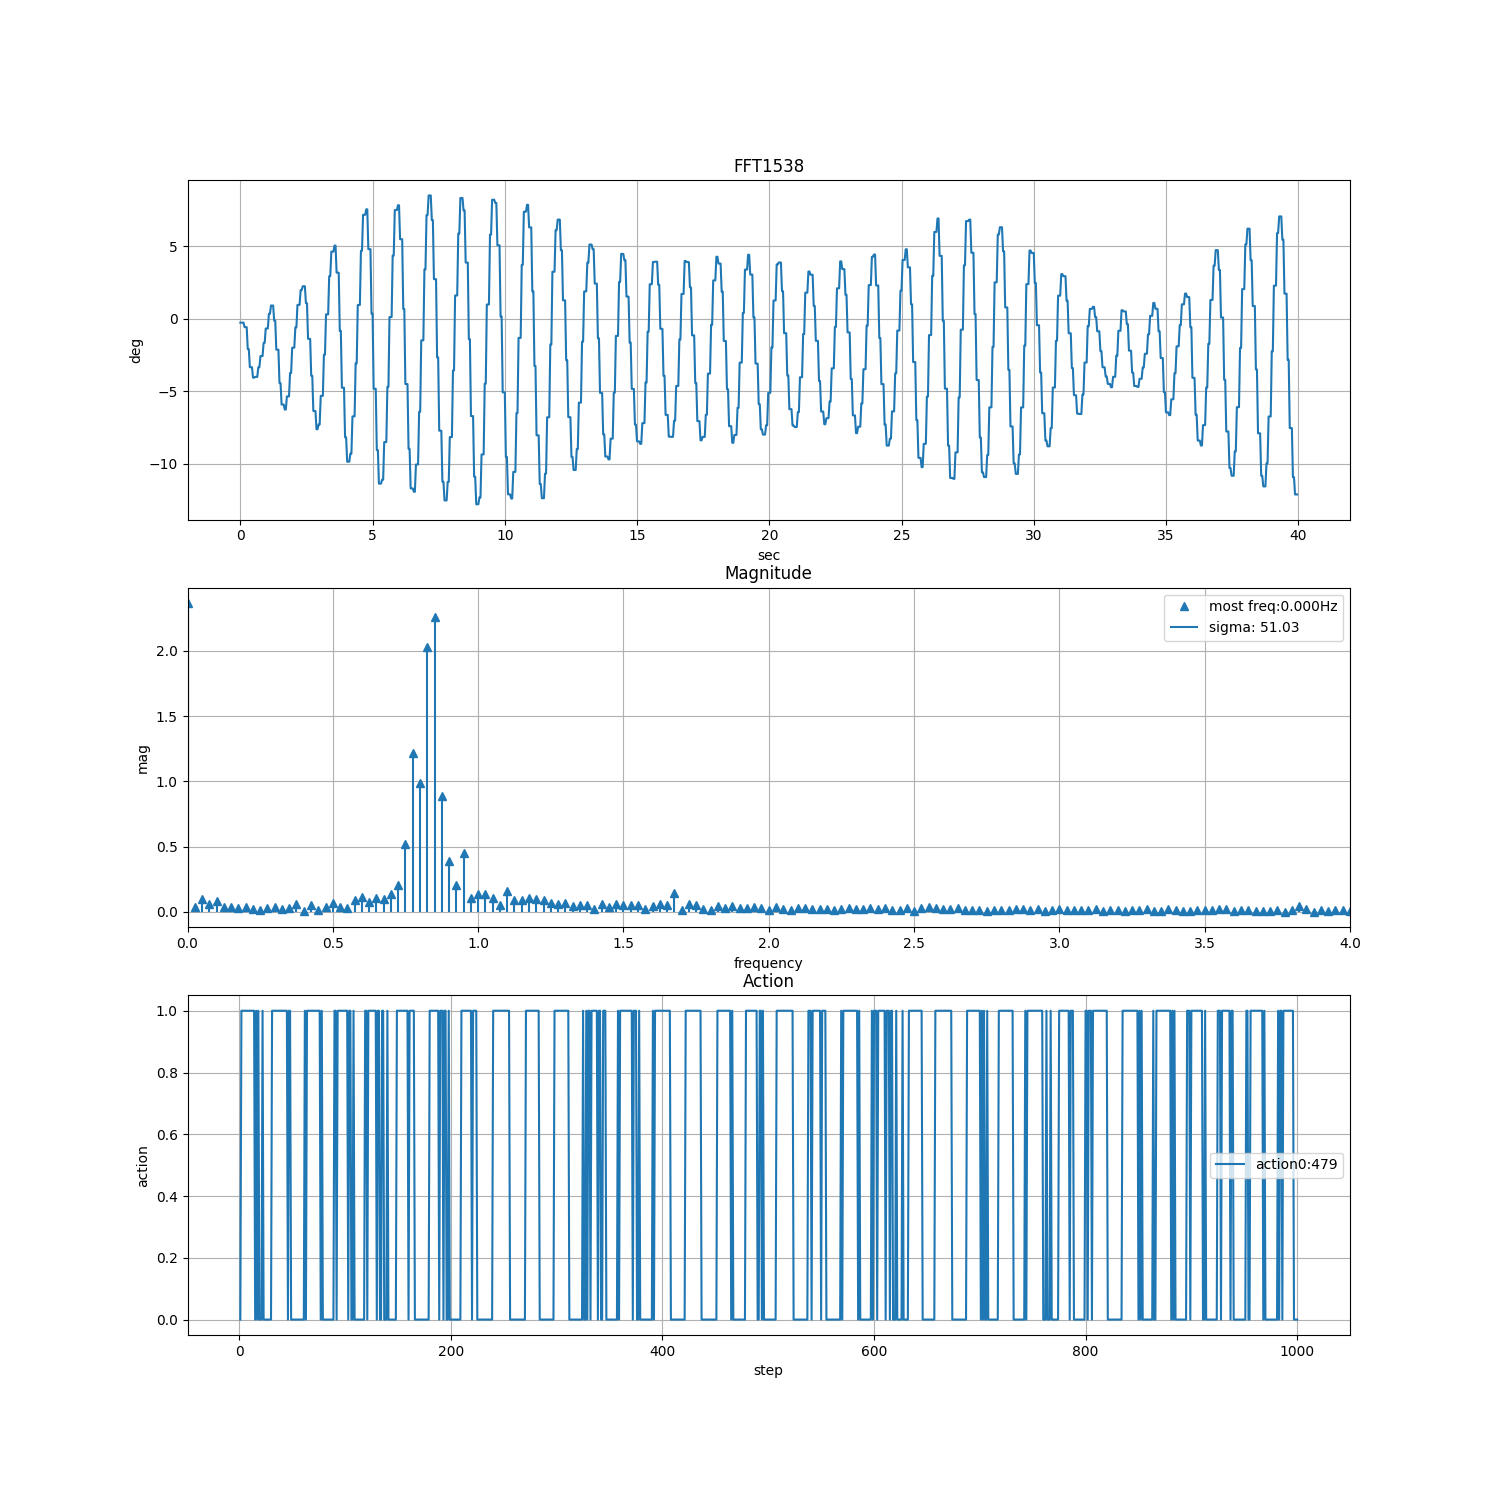 FFT1538
5
0
−5
−10
deg
0 5 10 15 20 25 30 35 40
sec
Magnitude
most freq:0.000Hz
sigma: 51.03
2.0
1.5
1.0
0.5
0.0
mag
0.0 0.5 1.0 1.5 2.0 2.5 3.0 3.5 4.0
frequency
Action
1.0
0.8
0.6
0.4
0.2
0.0
action
action0:479
0 200 400 600 800 1000
step